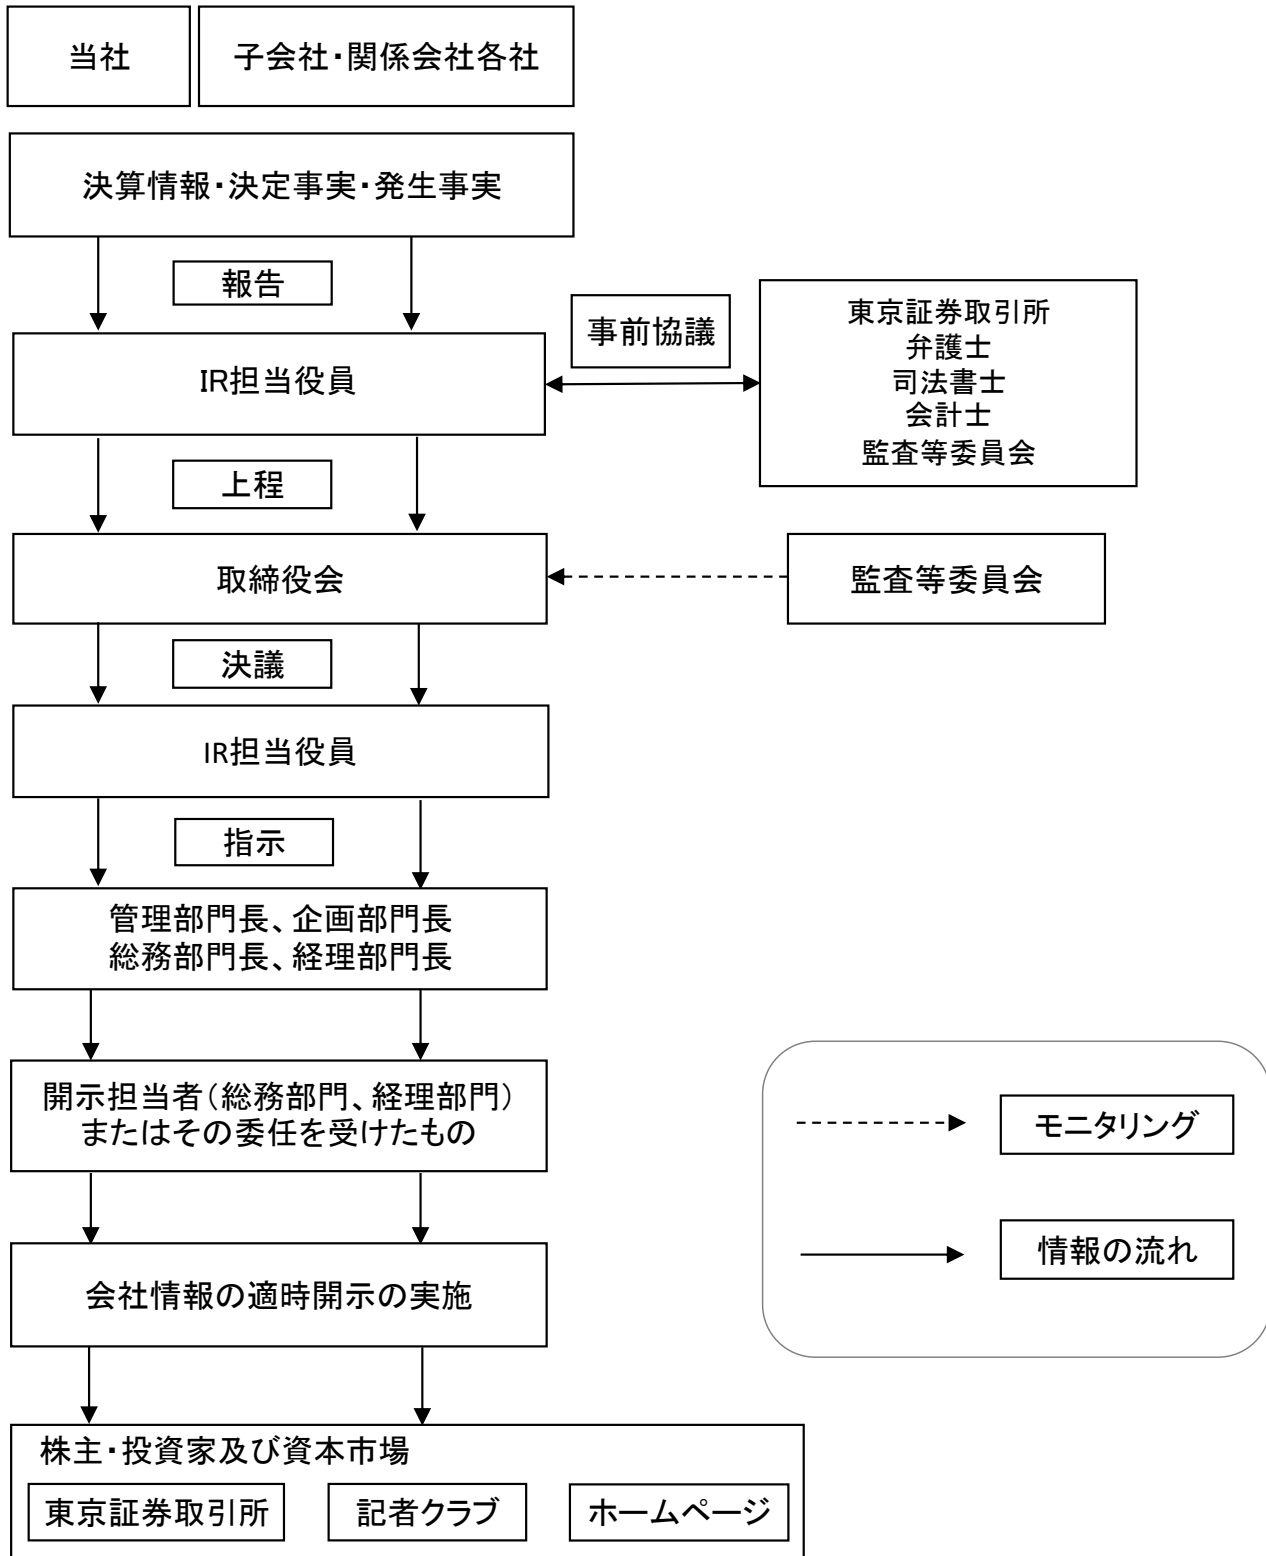 当社
子会社・関係会社各社
決算情報・決定事実・発生事実
報告
事前協議
東京証券取引所
弁護士
司法書士
会計士
監査等委員会
IR担当役員
上程
取締役会
監査等委員会
決議
IR担当役員
指示
管理部門長、企画部門長
総務部門長、経理部門長
開示担当者（総務部門、経理部門）
またはその委任を受けたもの
モニタリング
情報の流れ
会社情報の適時開示の実施
株主・投資家及び資本市場
東京証券取引所
記者クラブ
ホームページ